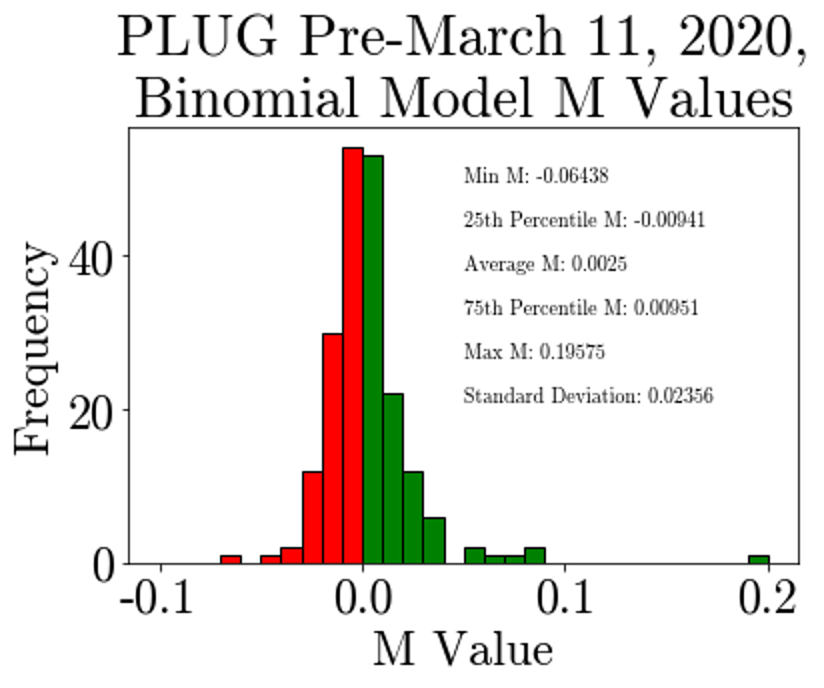 PLUG Pre-March 11, 2020,
Binomial Model M Values
Min M: -0.06438
25th Percentile M: -0.00941
Average M: 0.0025
75th Percentile M: 0.00951
Max M: 0.19575
Standard Deviation: 0.02356
Frequency
40
20
0
-0.1 0.0 0.1 0.2
M Value